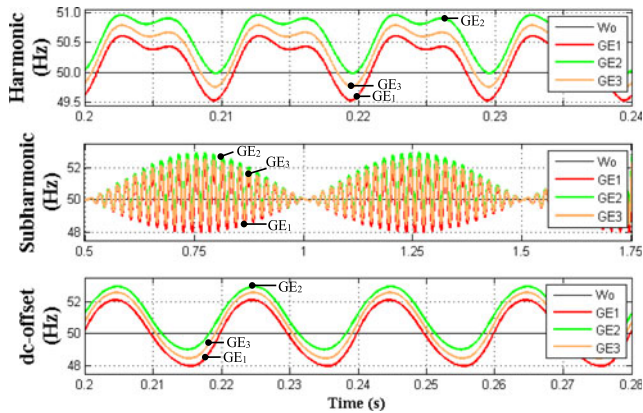 Harmonic
(Hz)
51.0
50.5
50.0
49.5
0.2
0.21
0.22
0.23
0.24
GE2
GE3
GE1
Wo
GE1
GE2
GE3
Subharmonic
(Hz)
52
50
48
0.5
0.75
1
1.25
1.5
1.75
GE2
GE3
GE1
Wo
GE1
GE2
GE3
dc-offset
(Hz)
52
50
48
0.2
0.21
0.22
0.23
0.24
0.25
0.26
0.27
0.28
GE2
GE3
GE1
Wo
GE1
GE2
GE3
Time (s)